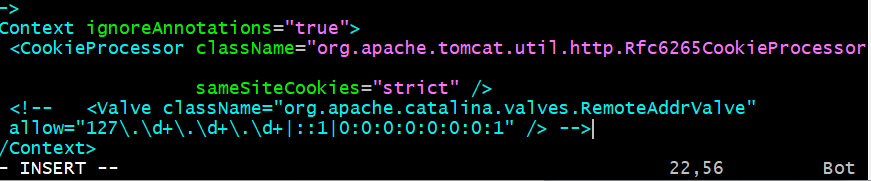 ->
Context ignoreAnnotations="true">
<CookieProcessor className="org.apache.tomcat.util.http.Rfc6265CookieProcessor
sameSiteCookies="strict" />
<!--   <Valve className="org.apache.catalina.valves.RemoteAddrValve"
allow="127\.\d+\.\d+\.\d+|::1|0:0:0:0:0:0:0:1" /> -->
/Context>
- INSERT -- 22,56 Bot